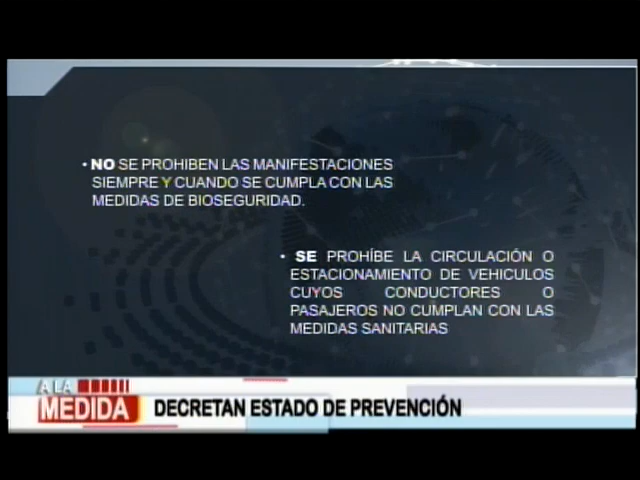 • NO SE PROHIBEN LAS MANIFESTACIONES
SIEMPRE Y CUANDO SE CUMPLA CON LAS
MEDIDAS DE BIOSEGURIDAD.
• SE PROHÍBE LA CIRCULACIÓN O
ESTACIONAMIENTO DE VEHICULOS
CUYOS CONDUCTORES O
PASAJEROS NO CUMPLAN CON LAS
MEDIDAS SANITARIAS
A LA
MEDIDA
DECRETAN ESTADO DE PREVENCIÓN